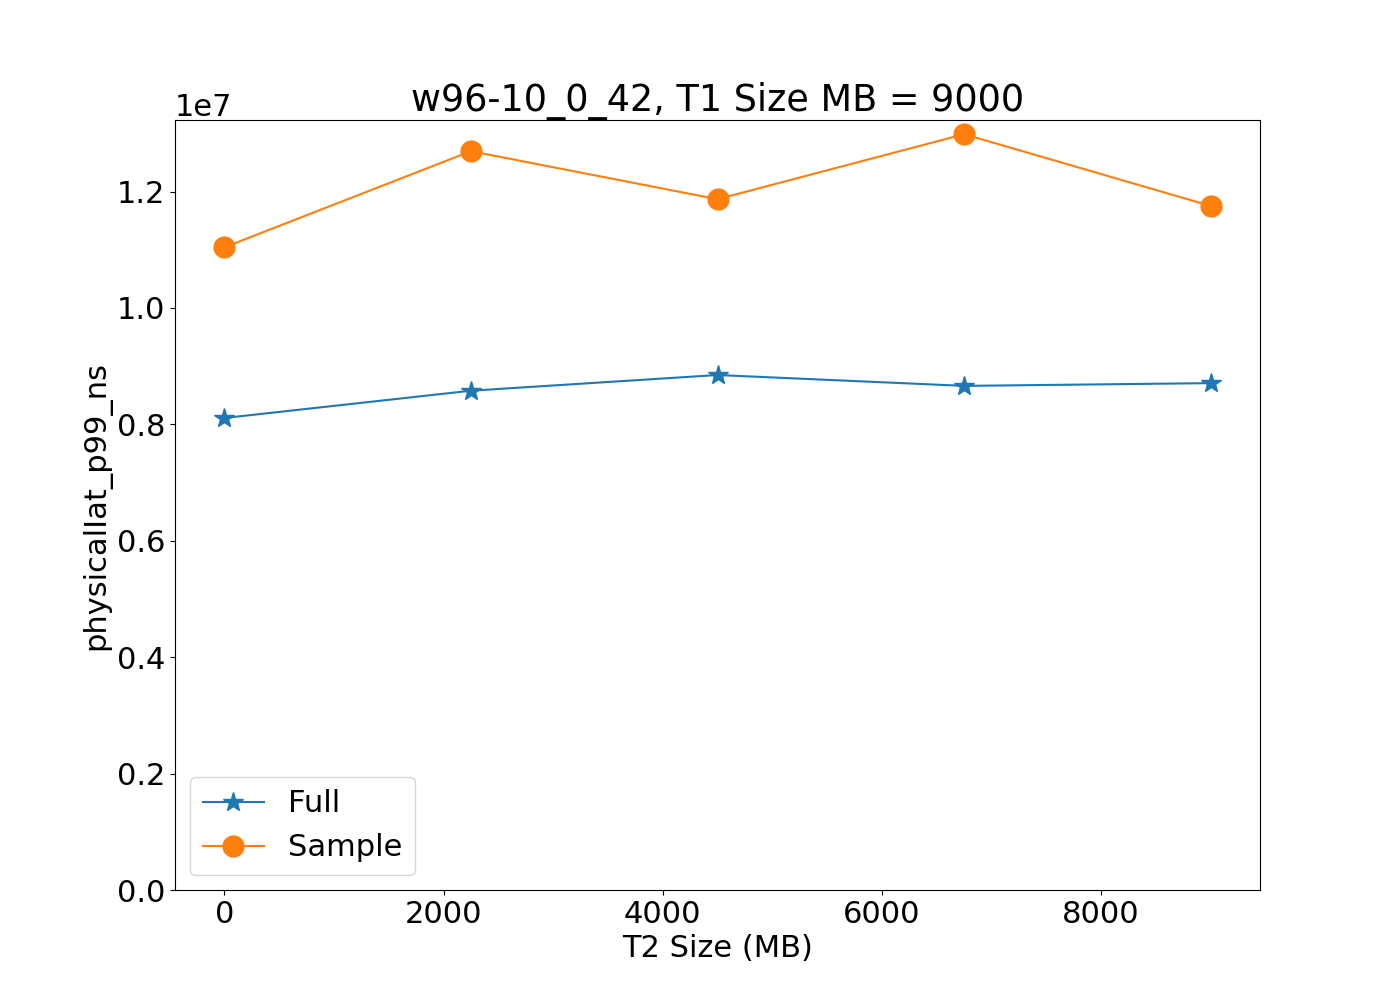 w96-10_0_42, T1 Size MB = 9000
1e7
1.2
1.0
0.8
0.6
0.4
0.2
0.0
physicallat_p99_ns
Full
Sample
0 2000 4000 6000 8000
T2 Size (MB)